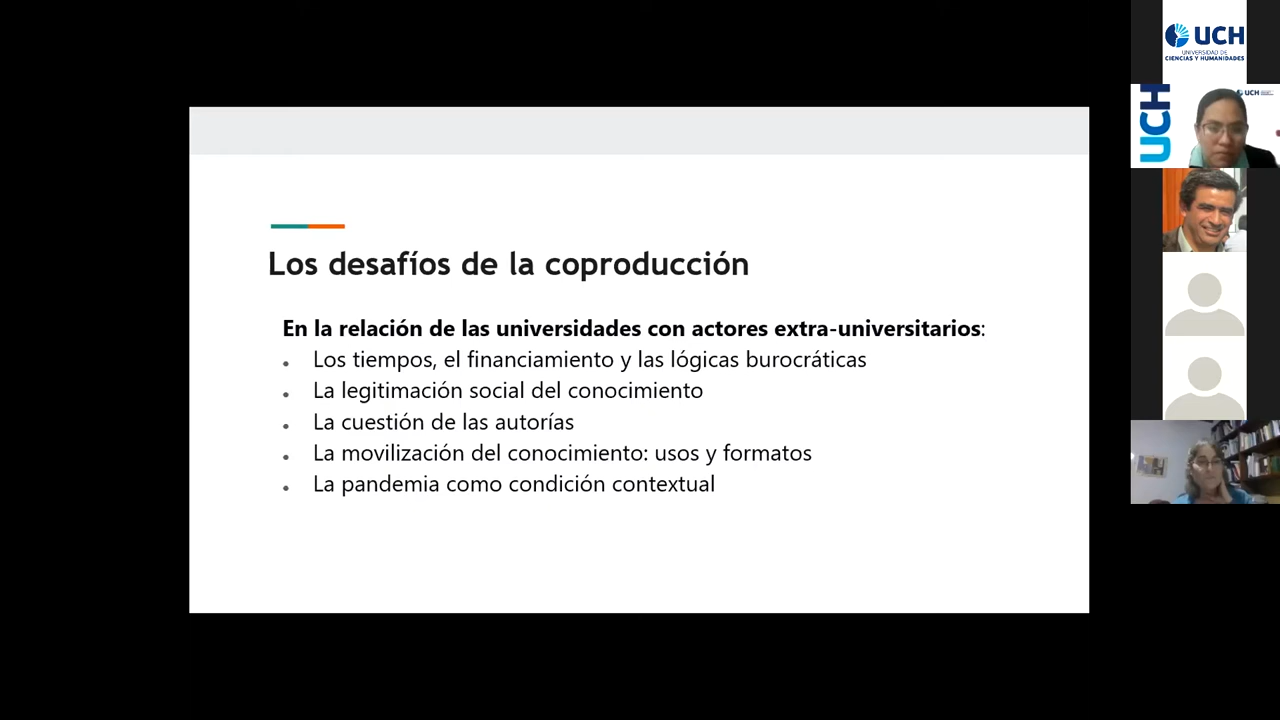 Los desafíos de la coproducción
En la relación de las universidades con actores extra-universitarios:
• Los tiempos, el financiamiento y las lógicas burocráticas
• La legitimación social del conocimiento
• La cuestión de las autorías
• La movilización del conocimiento: usos y formatos
• La pandemia como condición contextual
UCH
UNIVERSIDAD DE
CIENCIAS Y HUMANIDADES
UCH
UCH